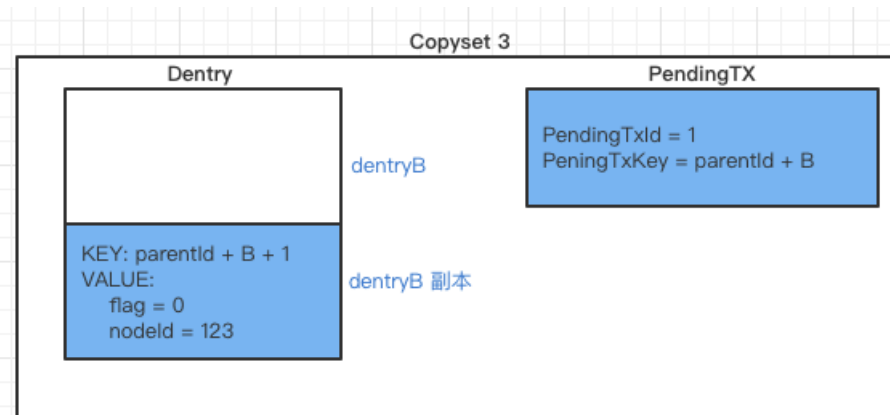 Copyset 3
Dentry
PendingTX
dentryB
PendingTxId = 1
PeningTxKey = parentId + B
KEY: parentId + B + 1
VALUE:
flag = 0
nodeId = 123
dentryB 副本